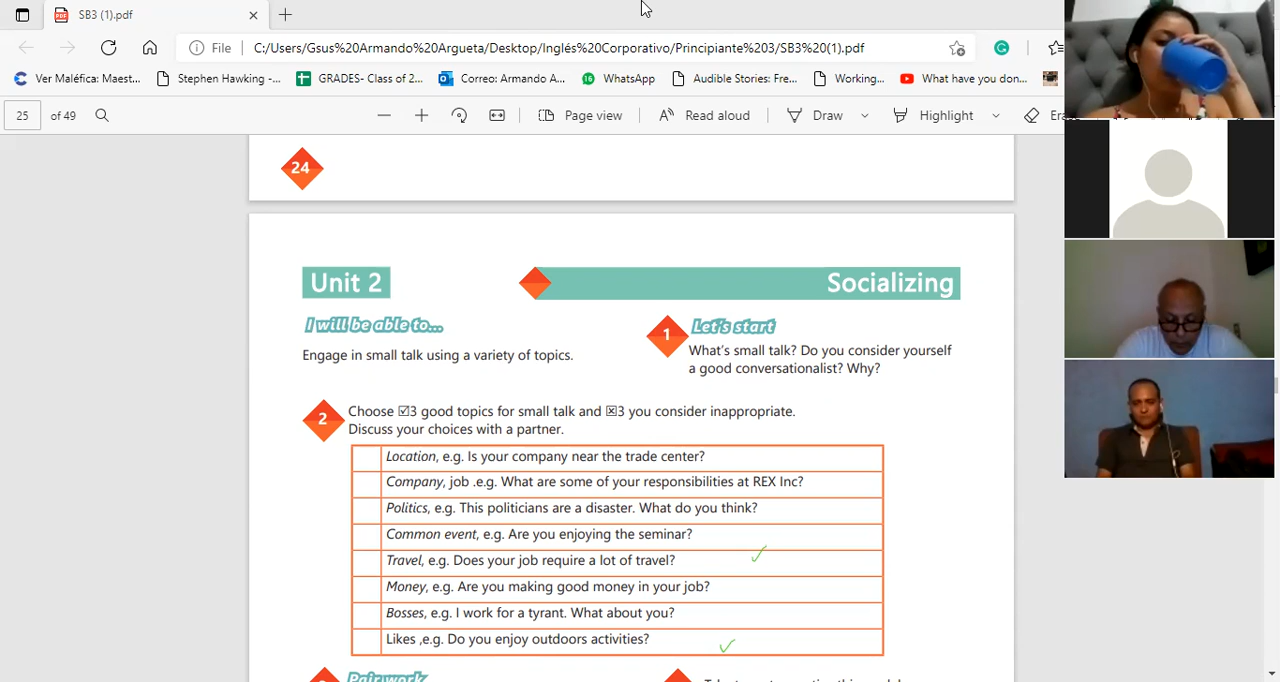 SB3 (1).pdf
File
C:/Users/Gsus%20Armando%20Argueta/Desktop/Inglés%20Corporativo/Principiante%203/SB3%20(1).pdf
Ver Maléfica: Maest...
Stephen Hawking -...
GRADES- Class of 2...
Correo: Armando A...
16
WhatsApp
Audible Stories: Fre...
Working...
What have you don...
25
of 49
Page view
Read aloud
Draw
Highlight
Era
24
Unit 2
Socializing
I will be able to...
Engage in small talk using a variety of topics.
1
Let's start
What's small talk? Do you consider yourself
a good conversationalist? Why?
2
Choose ☑3 good topics for small talk and ☒3 you consider inappropriate.
Discuss your choices with a partner.
Location, e.g. Is your company near the trade center?
Company, job .e.g. What are some of your responsibilities at REX Inc?
Politics, e.g. This politicians are a disaster. What do you think?
Common event, e.g. Are you enjoying the seminar?
Travel, e.g. Does your job require a lot of travel?
Money, e.g. Are you making good money in your job?
Bosses, e.g. I work for a tyrant. What about you?
Likes ,e.g. Do you enjoy outdoors activities?
Pair work